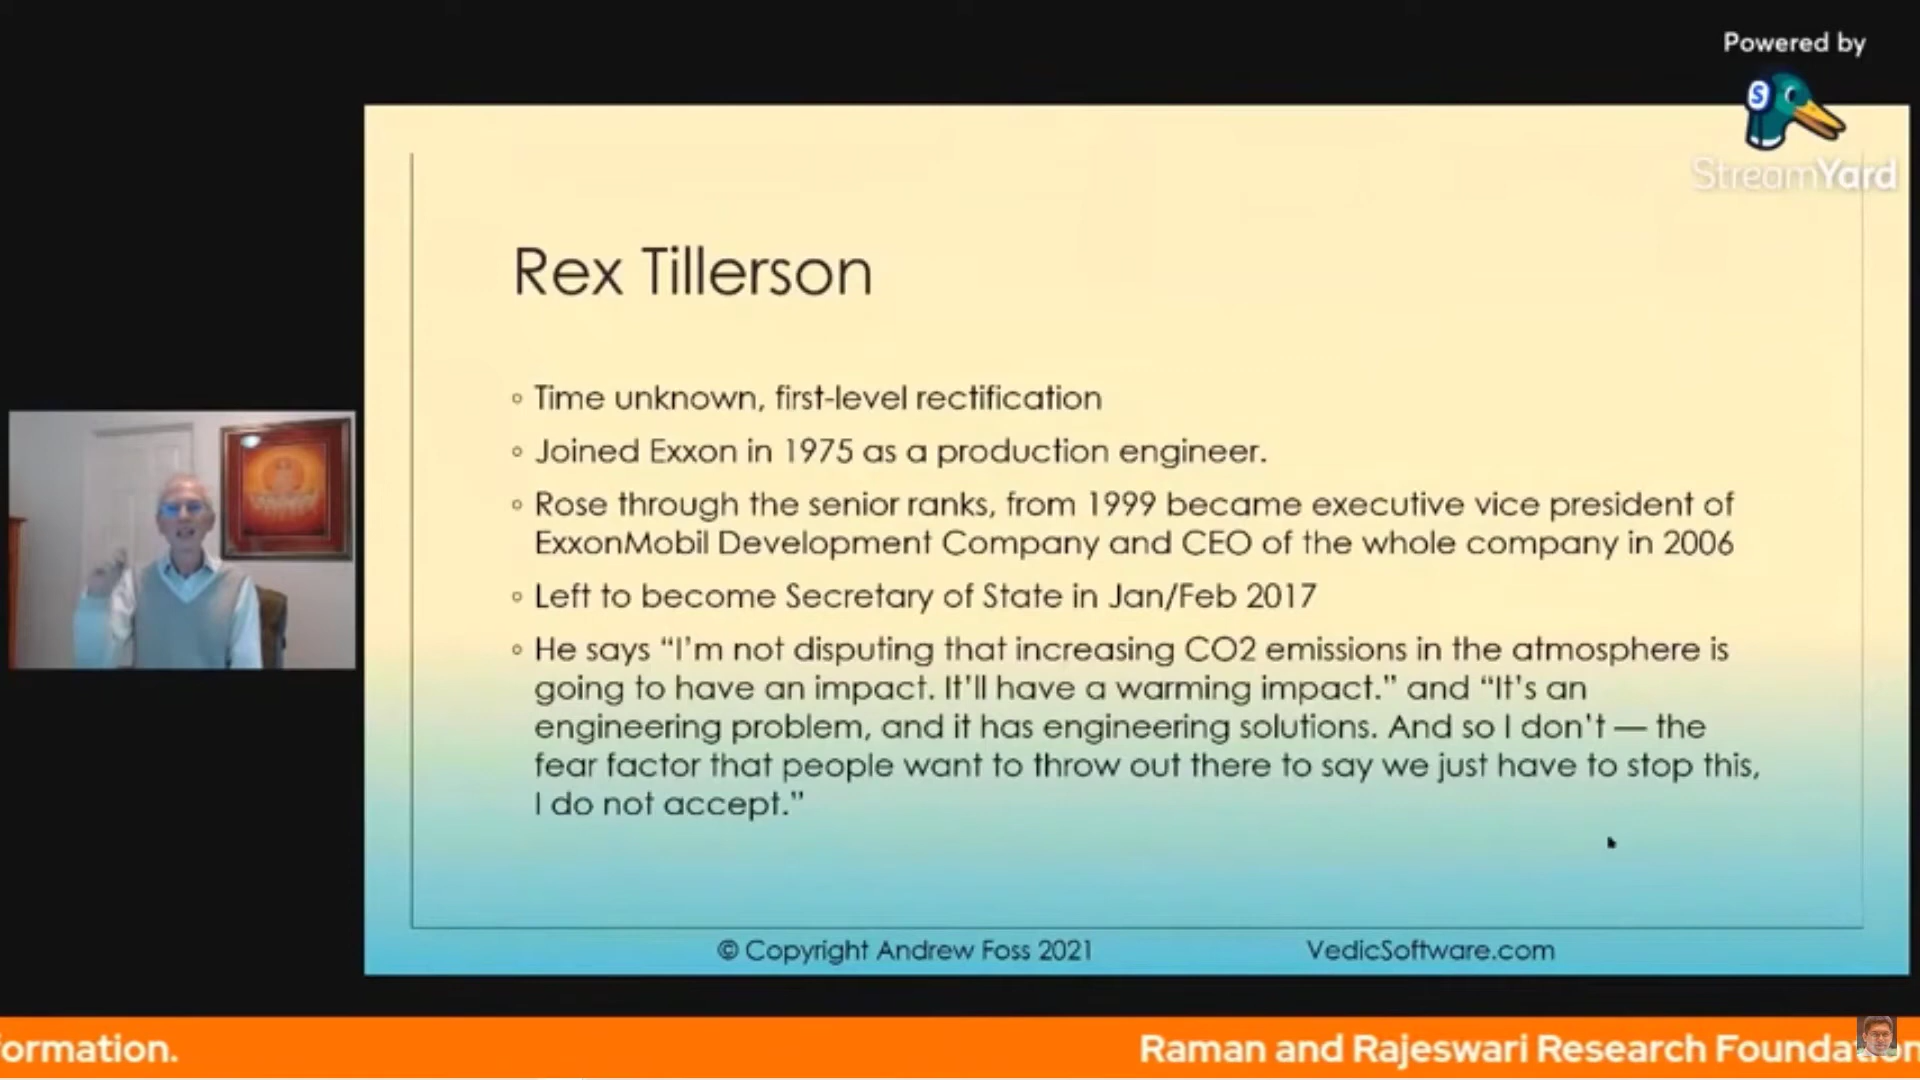 Powered by
S
StreamYard
Rex Tillerson
◦ Time unknown, first-level rectification
◦ Joined Exxon in 1975 as a production engineer.
◦ Rose through the senior ranks, from 1999 became executive vice president of
ExxonMobil Development Company and CEO of the whole company in 2006
◦ Left to become Secretary of State in Jan/Feb 2017
◦ He says “I’m not disputing that increasing CO2 emissions in the atmosphere is
going to have an impact. It’ll have a warming impact.” and “It’s an
engineering problem, and it has engineering solutions. And so I don’t — the
fear factor that people want to throw out there to say we just have to stop this,
I do not accept.”
© Copyright Andrew Foss 2021 VedicSoftware.com
ormation. Raman and Rajeswari Research Foundation